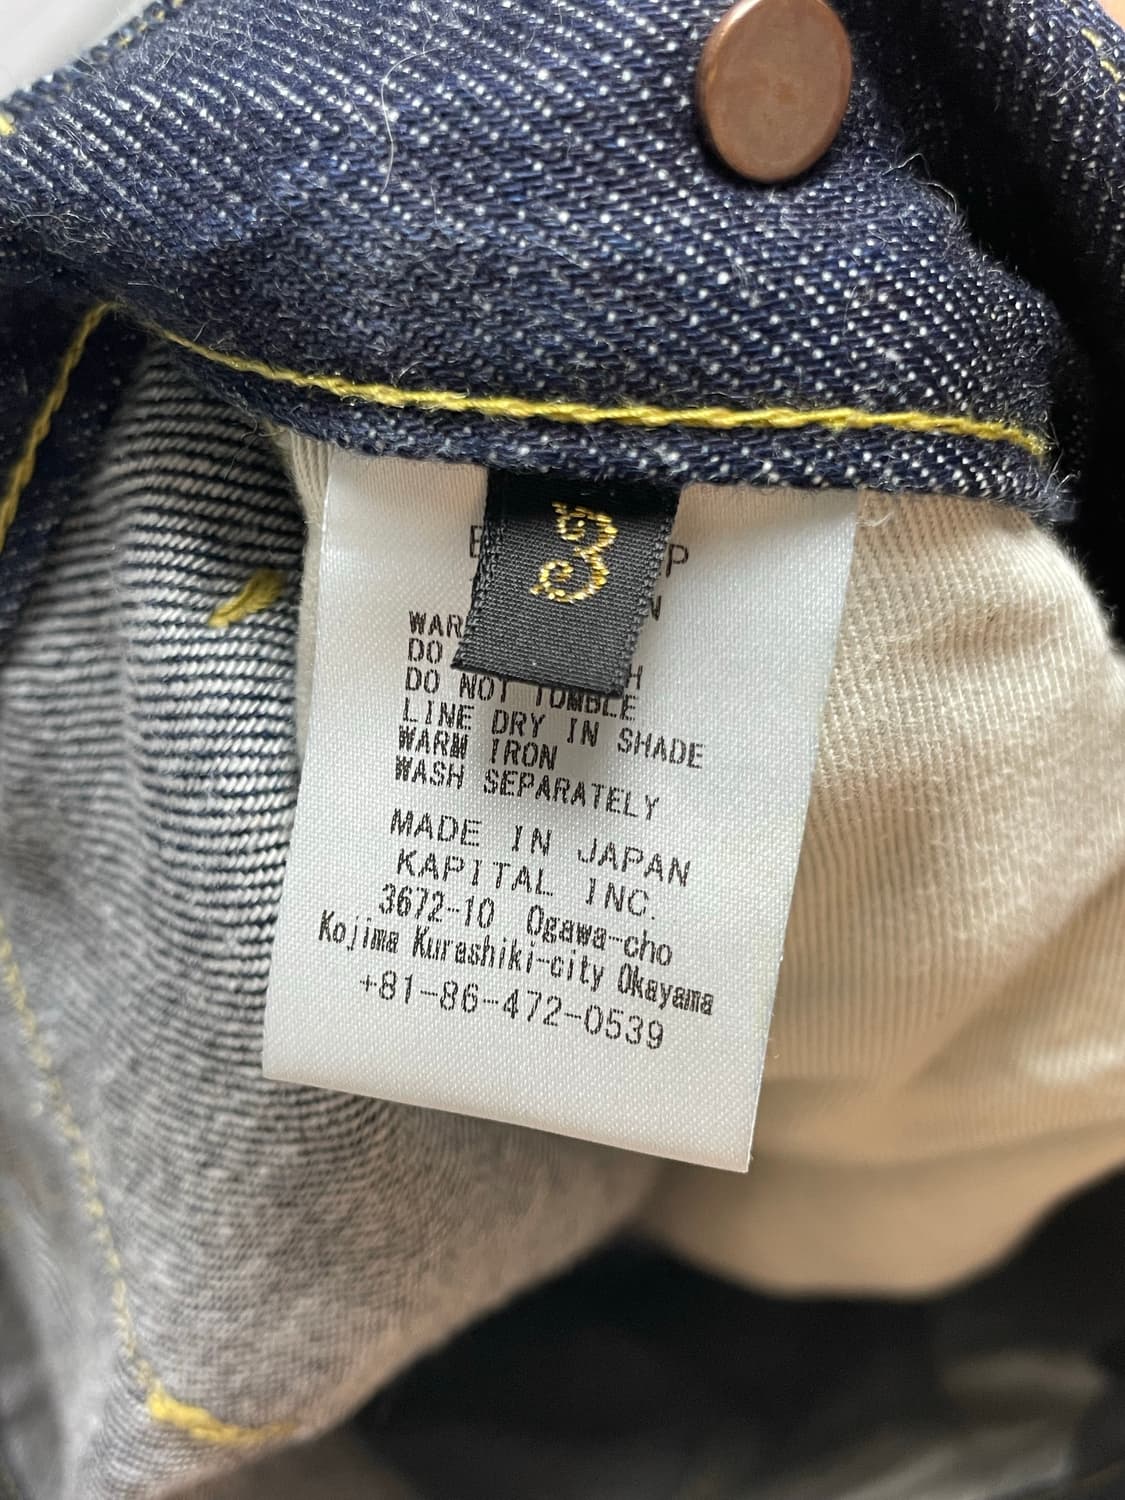 3
DO
DO NOT TUMBLE
LINE DRY IN SHADE
WARM IRON
WASH SEPARATELY
MADE IN JAPAN
KAPITAL INC.
3672-10 Ogawa-cho
Kojima Kurashiki-city Okayama
+81-86-472-0539